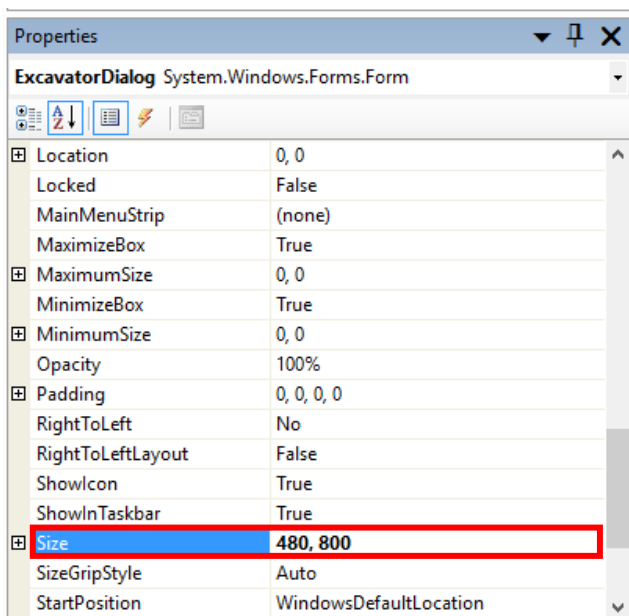 Properties
ExcavatorDialog System.Windows.Forms.Form
Location 0, 0
Locked False
MainMenuStrip (none)
MaximizeBox True
MaximumSize 0, 0
MinimizeBox True
MinimumSize 0, 0
Opacity 100%
Padding 0, 0, 0, 0
RightToLeft No
RightToLeftLayout False
ShowIcon True
ShowInTaskbar True
Size 480, 800
SizeGripStyle Auto
StartPosition WindowsDefaultLocation